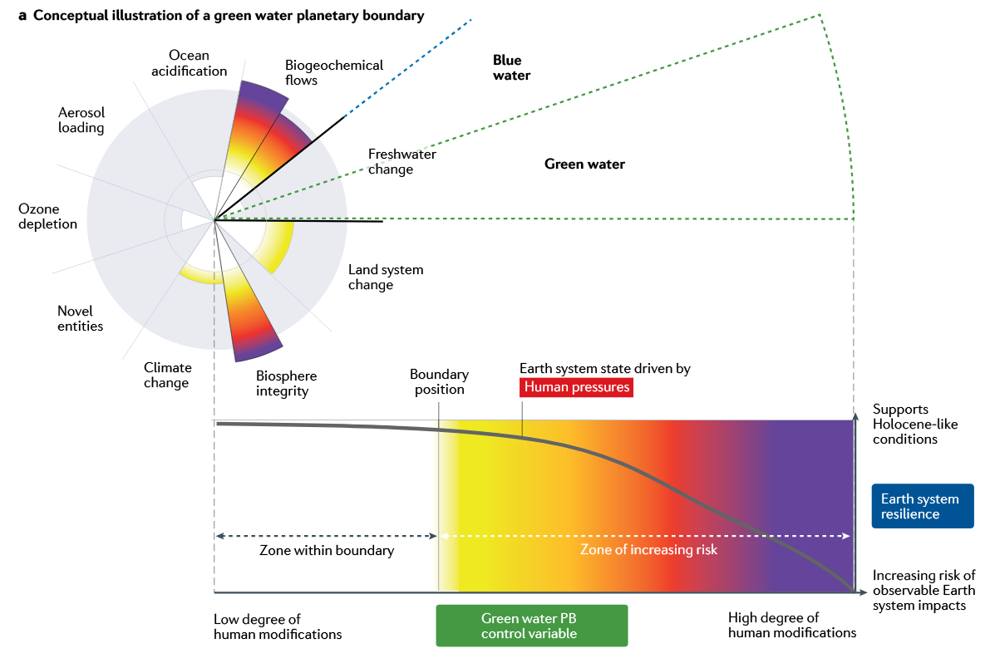 a Conceptual illustration of a green water planetary boundary
Ocean
acidification
Biogeochemical
flows
Blue
water
Aerosol
loading
Freshwater
change
Green water
Ozone
depletion
Land system
change
Novel
entities
Climate
change
Biosphere
integrity
Boundary
position
Earth system state driven by
Human pressures
Supports
Holocene-like
conditions
Earth system
resilience
Zone within boundary
Zone of increasing risk
Increasing risk of
observable Earth
system impacts
Low degree of
human modifications
Green water PB
control variable
High degree of
human modifications